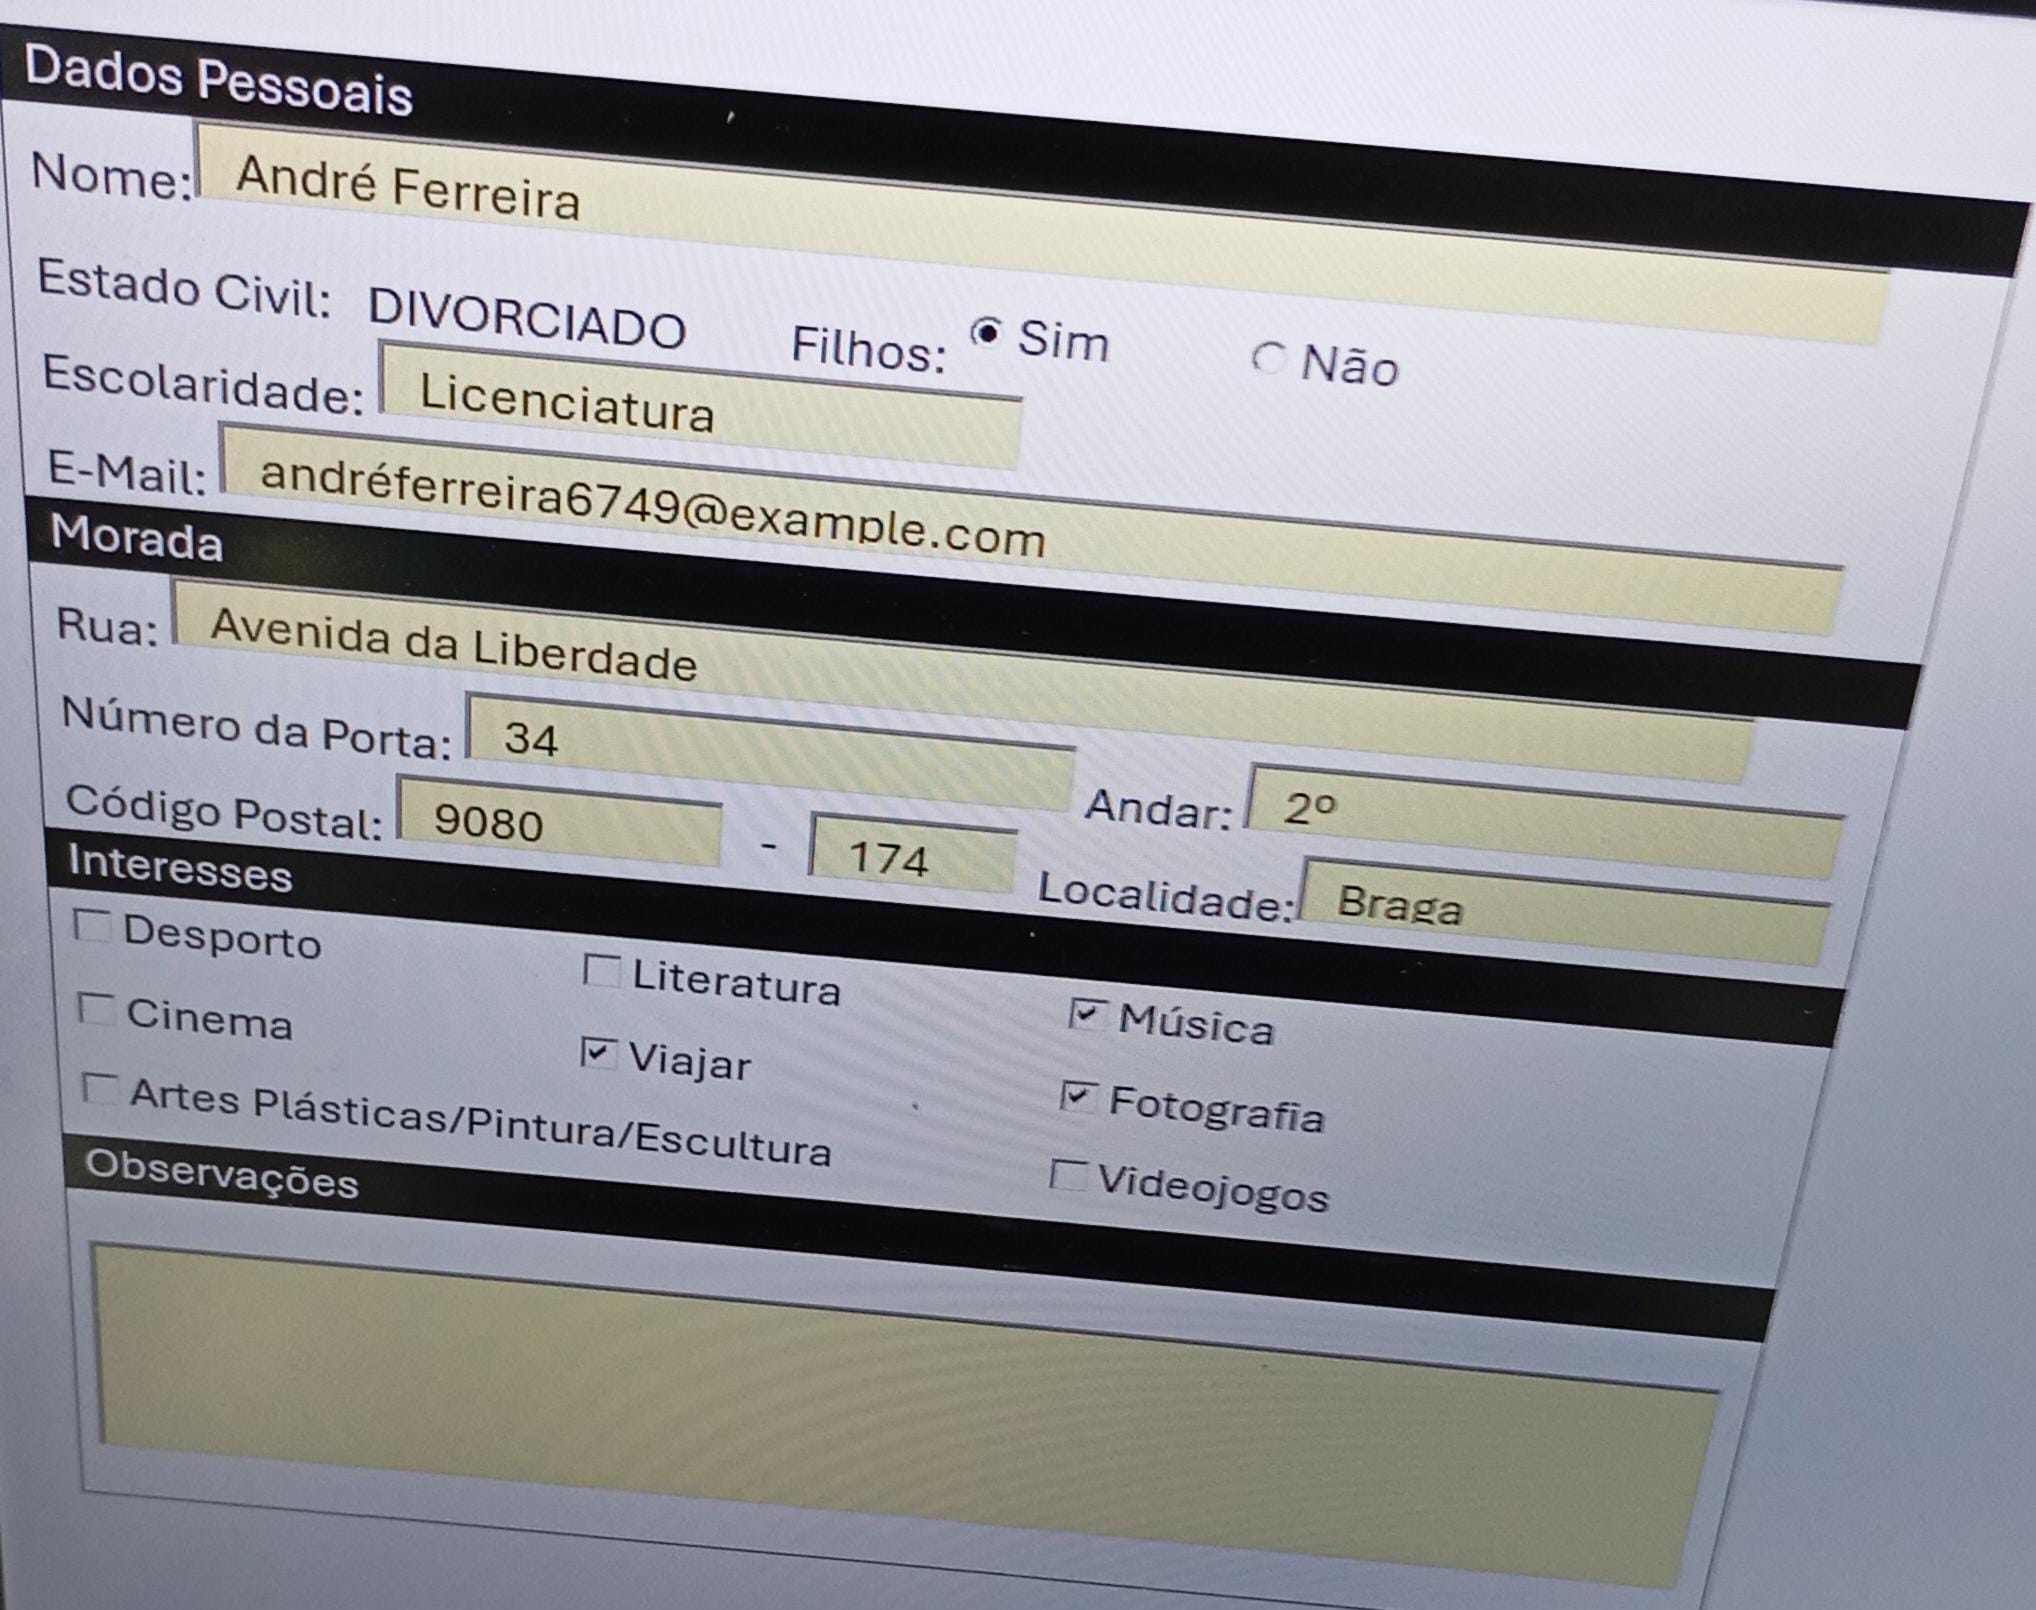 Dados Pessoais
Nome: André Ferreira
Estado Civil: DIVORCIADO Filhos: Sim Não
Escolaridade: Licenciatura
E-Mail: andréferreira6749@example.com
Morada
Rua: Avenida da Liberdade
Número da Porta: 34 Andar: 2º
Código Postal: 9080 - 174 Localidade: Braga
Interesses
Desporto Literatura Música
Cinema Viajar Fotografia
Artes Plásticas/Pintura/Escultura Videojogos
Observações